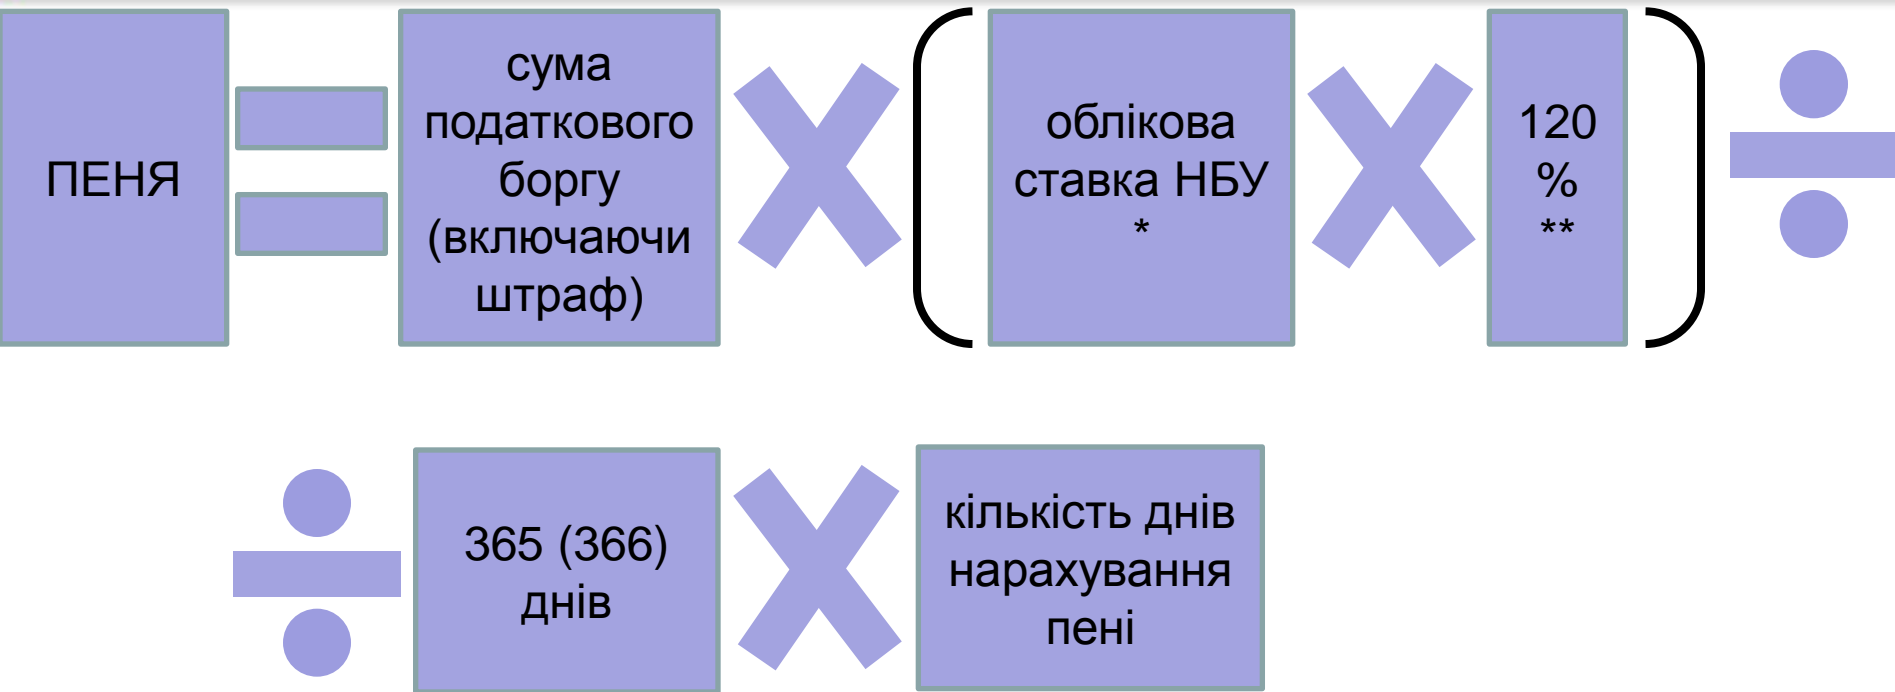 ПЕНЯ
сума
податкового
боргу
(включаючи
штраф)
облікова
ставка НБУ
*
120
%
**
365 (366)
днів
кількість днів
нарахування
пені